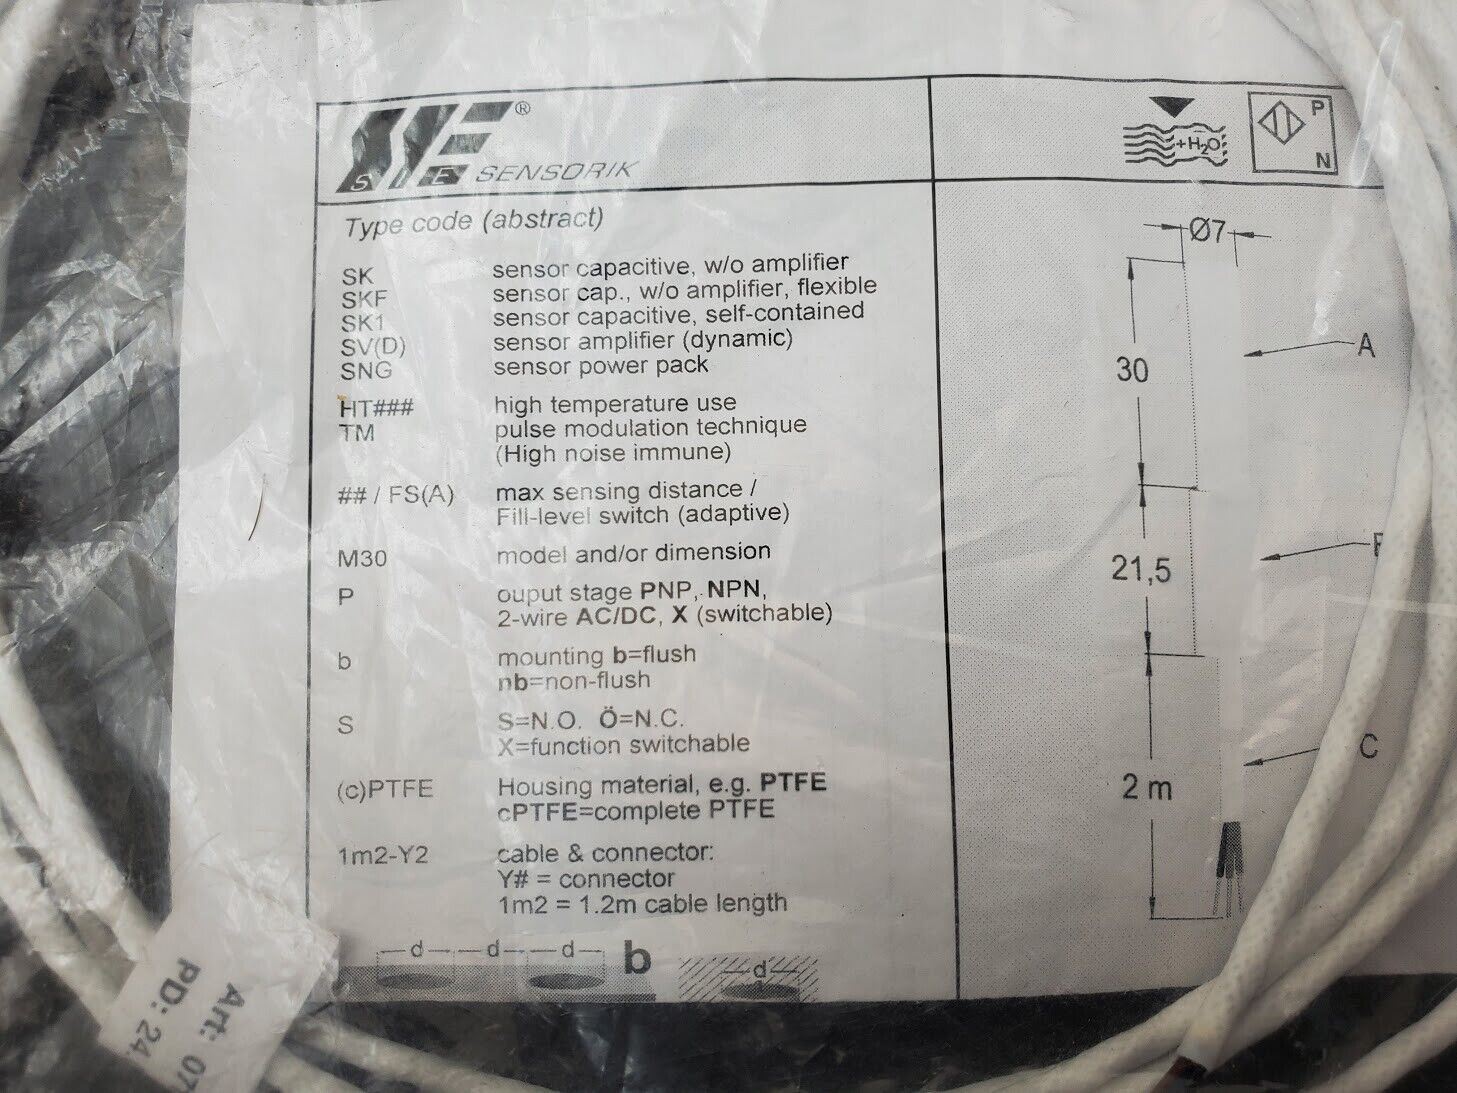 SIE® SENSORIK
+H₂O
P
N
Type code (abstract)
SK sensor capacitive, w/o amplifier
SKF sensor cap., w/o amplifier, flexible
SK1 sensor capacitive, self-contained
SV(D) sensor amplifier (dynamic)
SNG sensor power pack
HT### high temperature use
TM pulse modulation technique
(High noise immune)
## / FS(A) max sensing distance /
Fill-level switch (adaptive)
M30 model and/or dimension
P ouput stage PNP, NPN,
2-wire AC/DC, X (switchable)
b mounting b=flush
nb=non-flush
S S=N.O. Ö=N.C.
X=function switchable
(c)PTFE Housing material, e.g. PTFE
cPTFE=complete PTFE
1m2-Y2 cable & connector:
Y# = connector
1m2 = 1.2m cable length
d d d b d
Ø7
30
A
21,5
2 m
C
Art: 07
PD: 24.